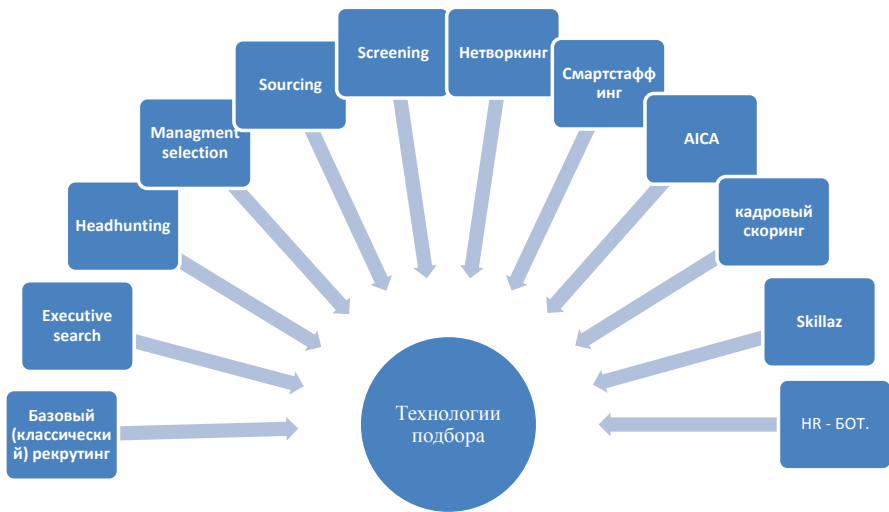 Screening
Нетворкинг
Sourcing
Смартстафф
инг
Managment
selection
AICA
Headhunting
кадровый
скоринг
Executive
search
Skillaz
Базовый
(классически
й) рекрутинг
Технологии
подбора
HR - БОТ.